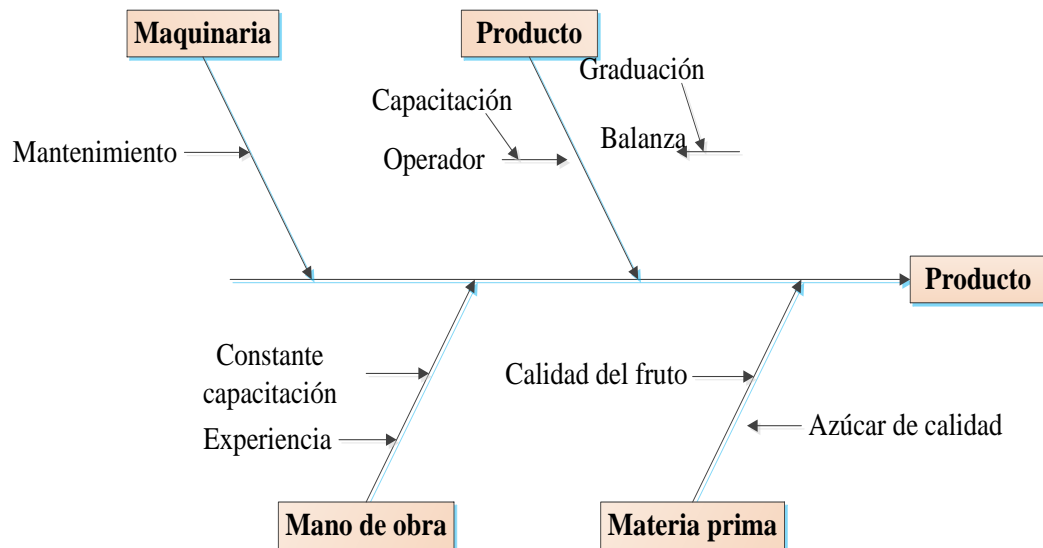 Maquinaria
Producto
Graduación
Capacitación
Mantenimiento
Operador
Balanza
Producto
Constante
capacitación
Calidad del fruto
Experiencia
Azúcar de calidad
Mano de obra
Materia prima